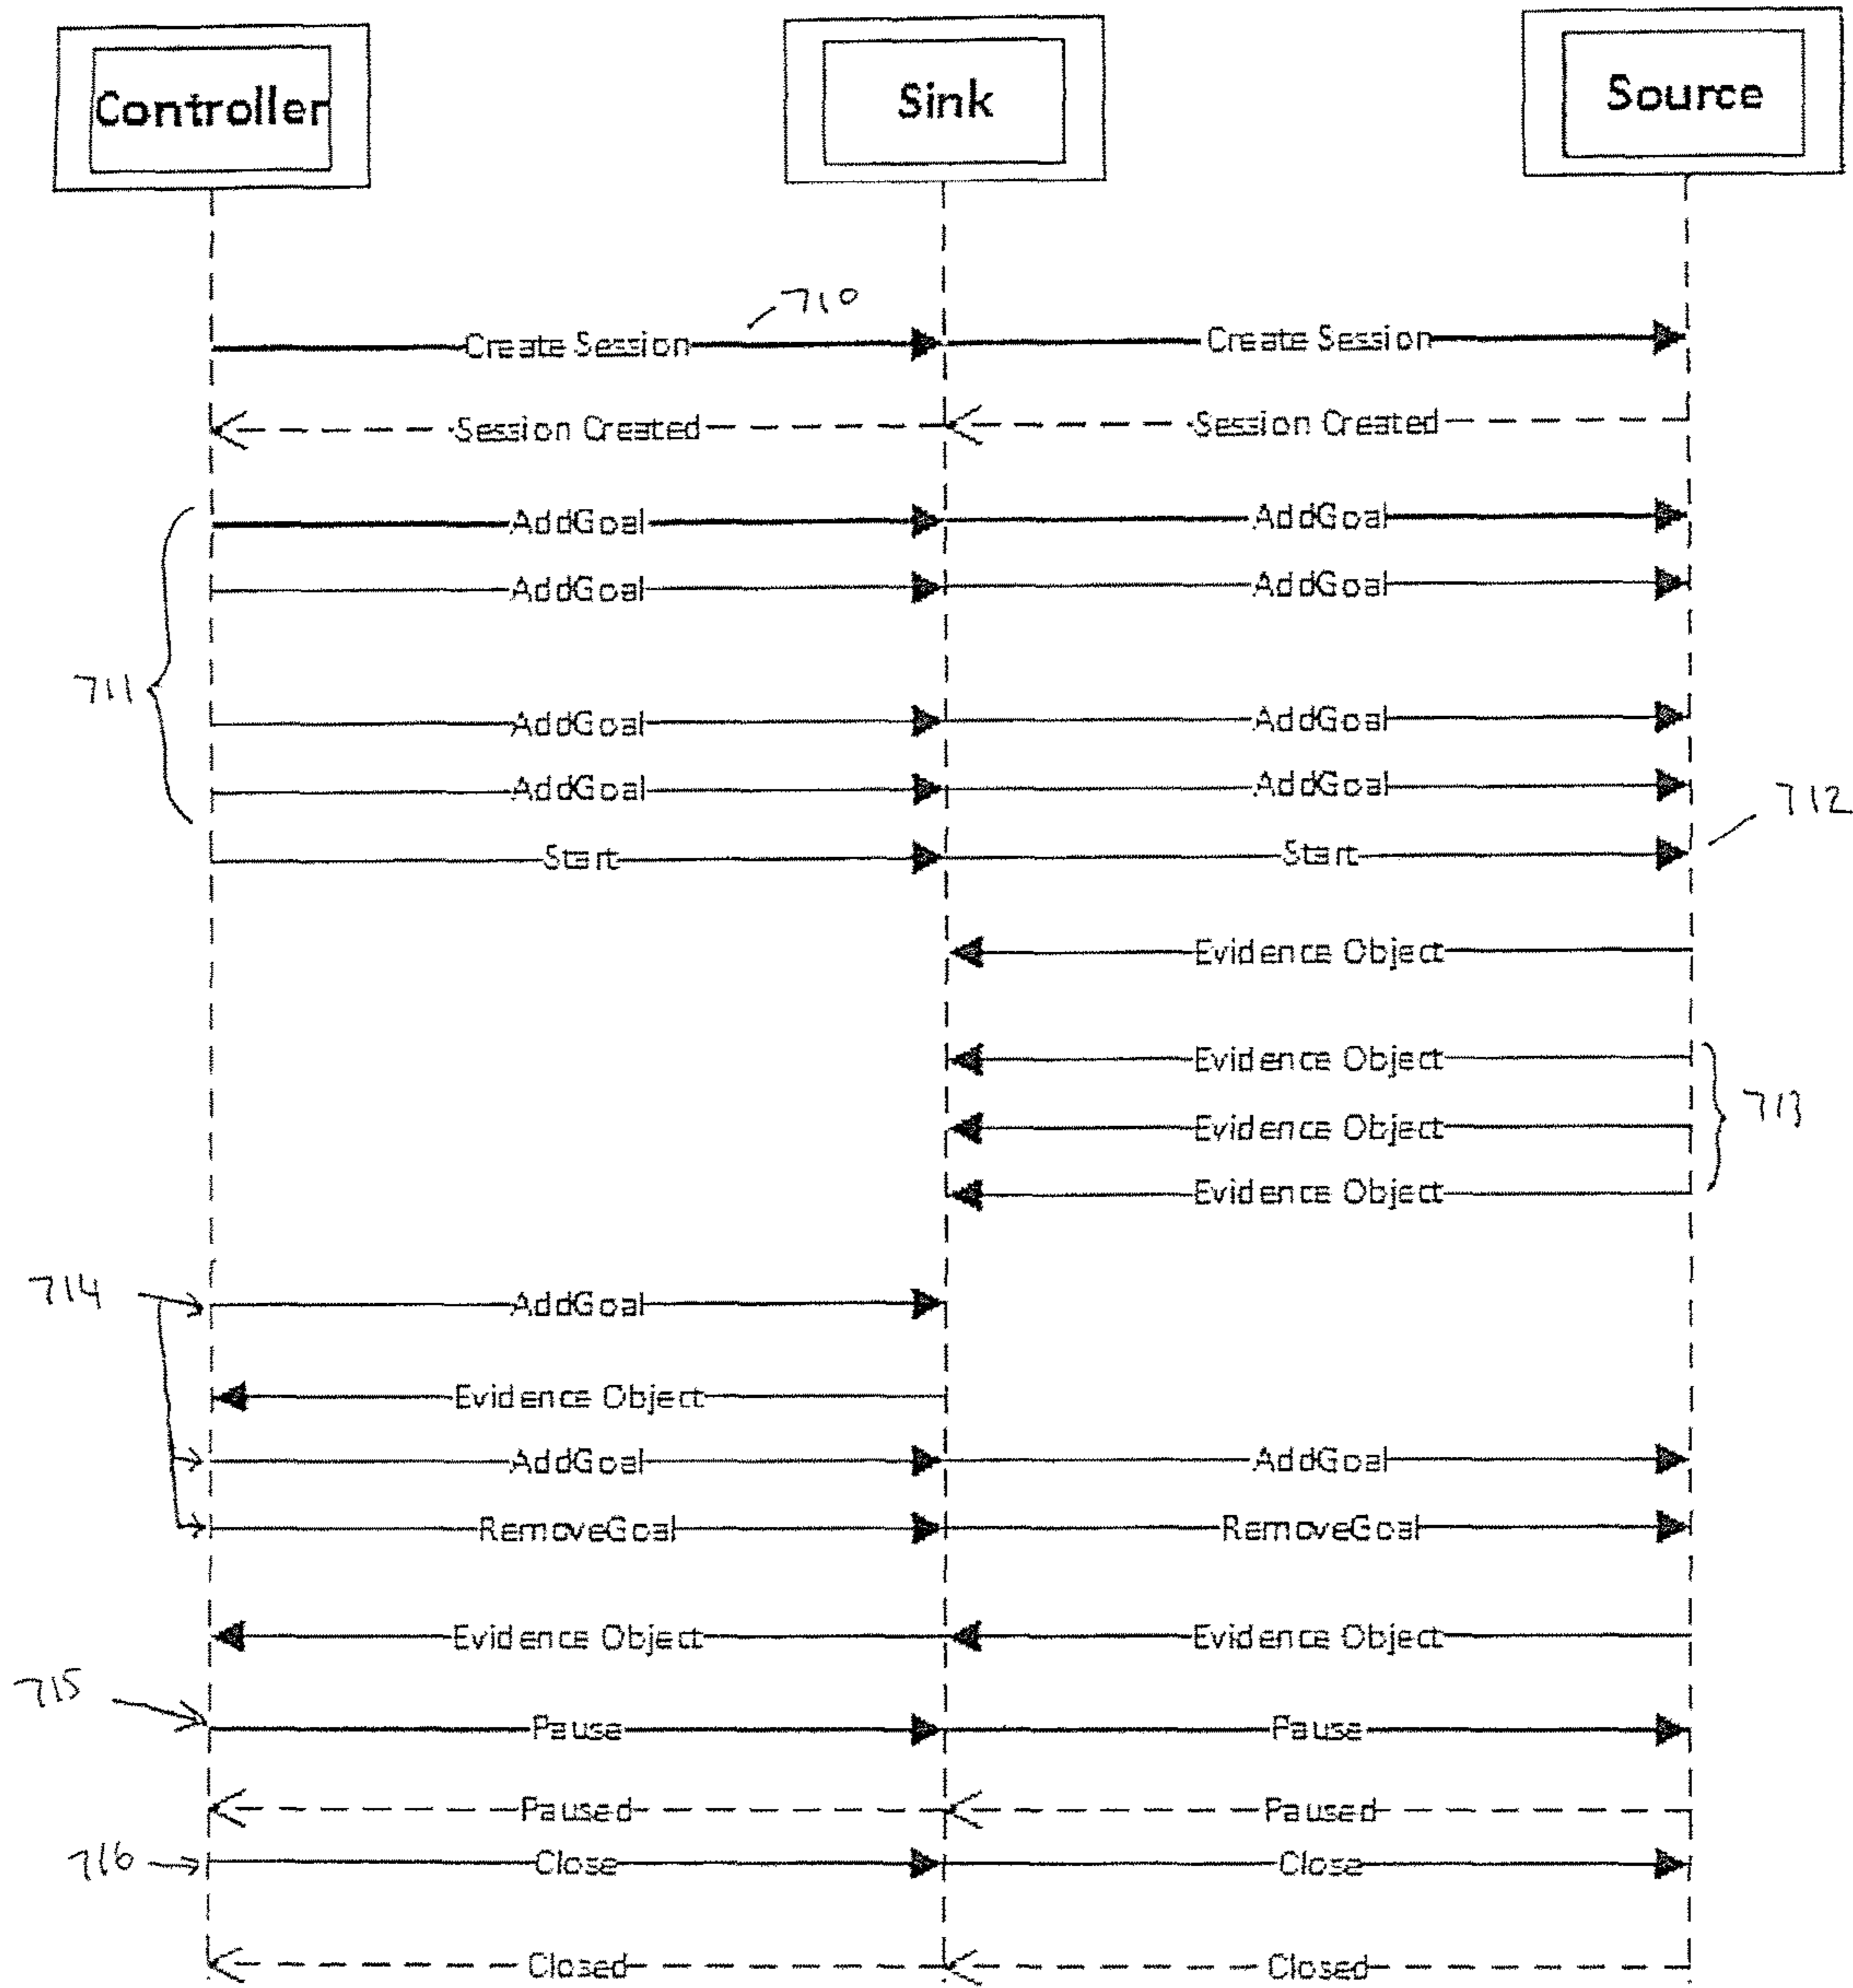 Controller Sink Source
710
Create Session Create Session
Session Created Session Created
AddGoal AddGoal
AddGoal AddGoal
711
AddGoal AddGoal
AddGoal AddGoal
712
Start Start
Evidence Object
Evidence Object
713
Evidence Object
Evidence Object
714
AddGoal
Evidence Object
AddGoal AddGoal
RemoveGoal RemoveGoal
Evidence Object Evidence Object
715
Pause Pause
Paused Paused
716
Close Close
Closed Closed